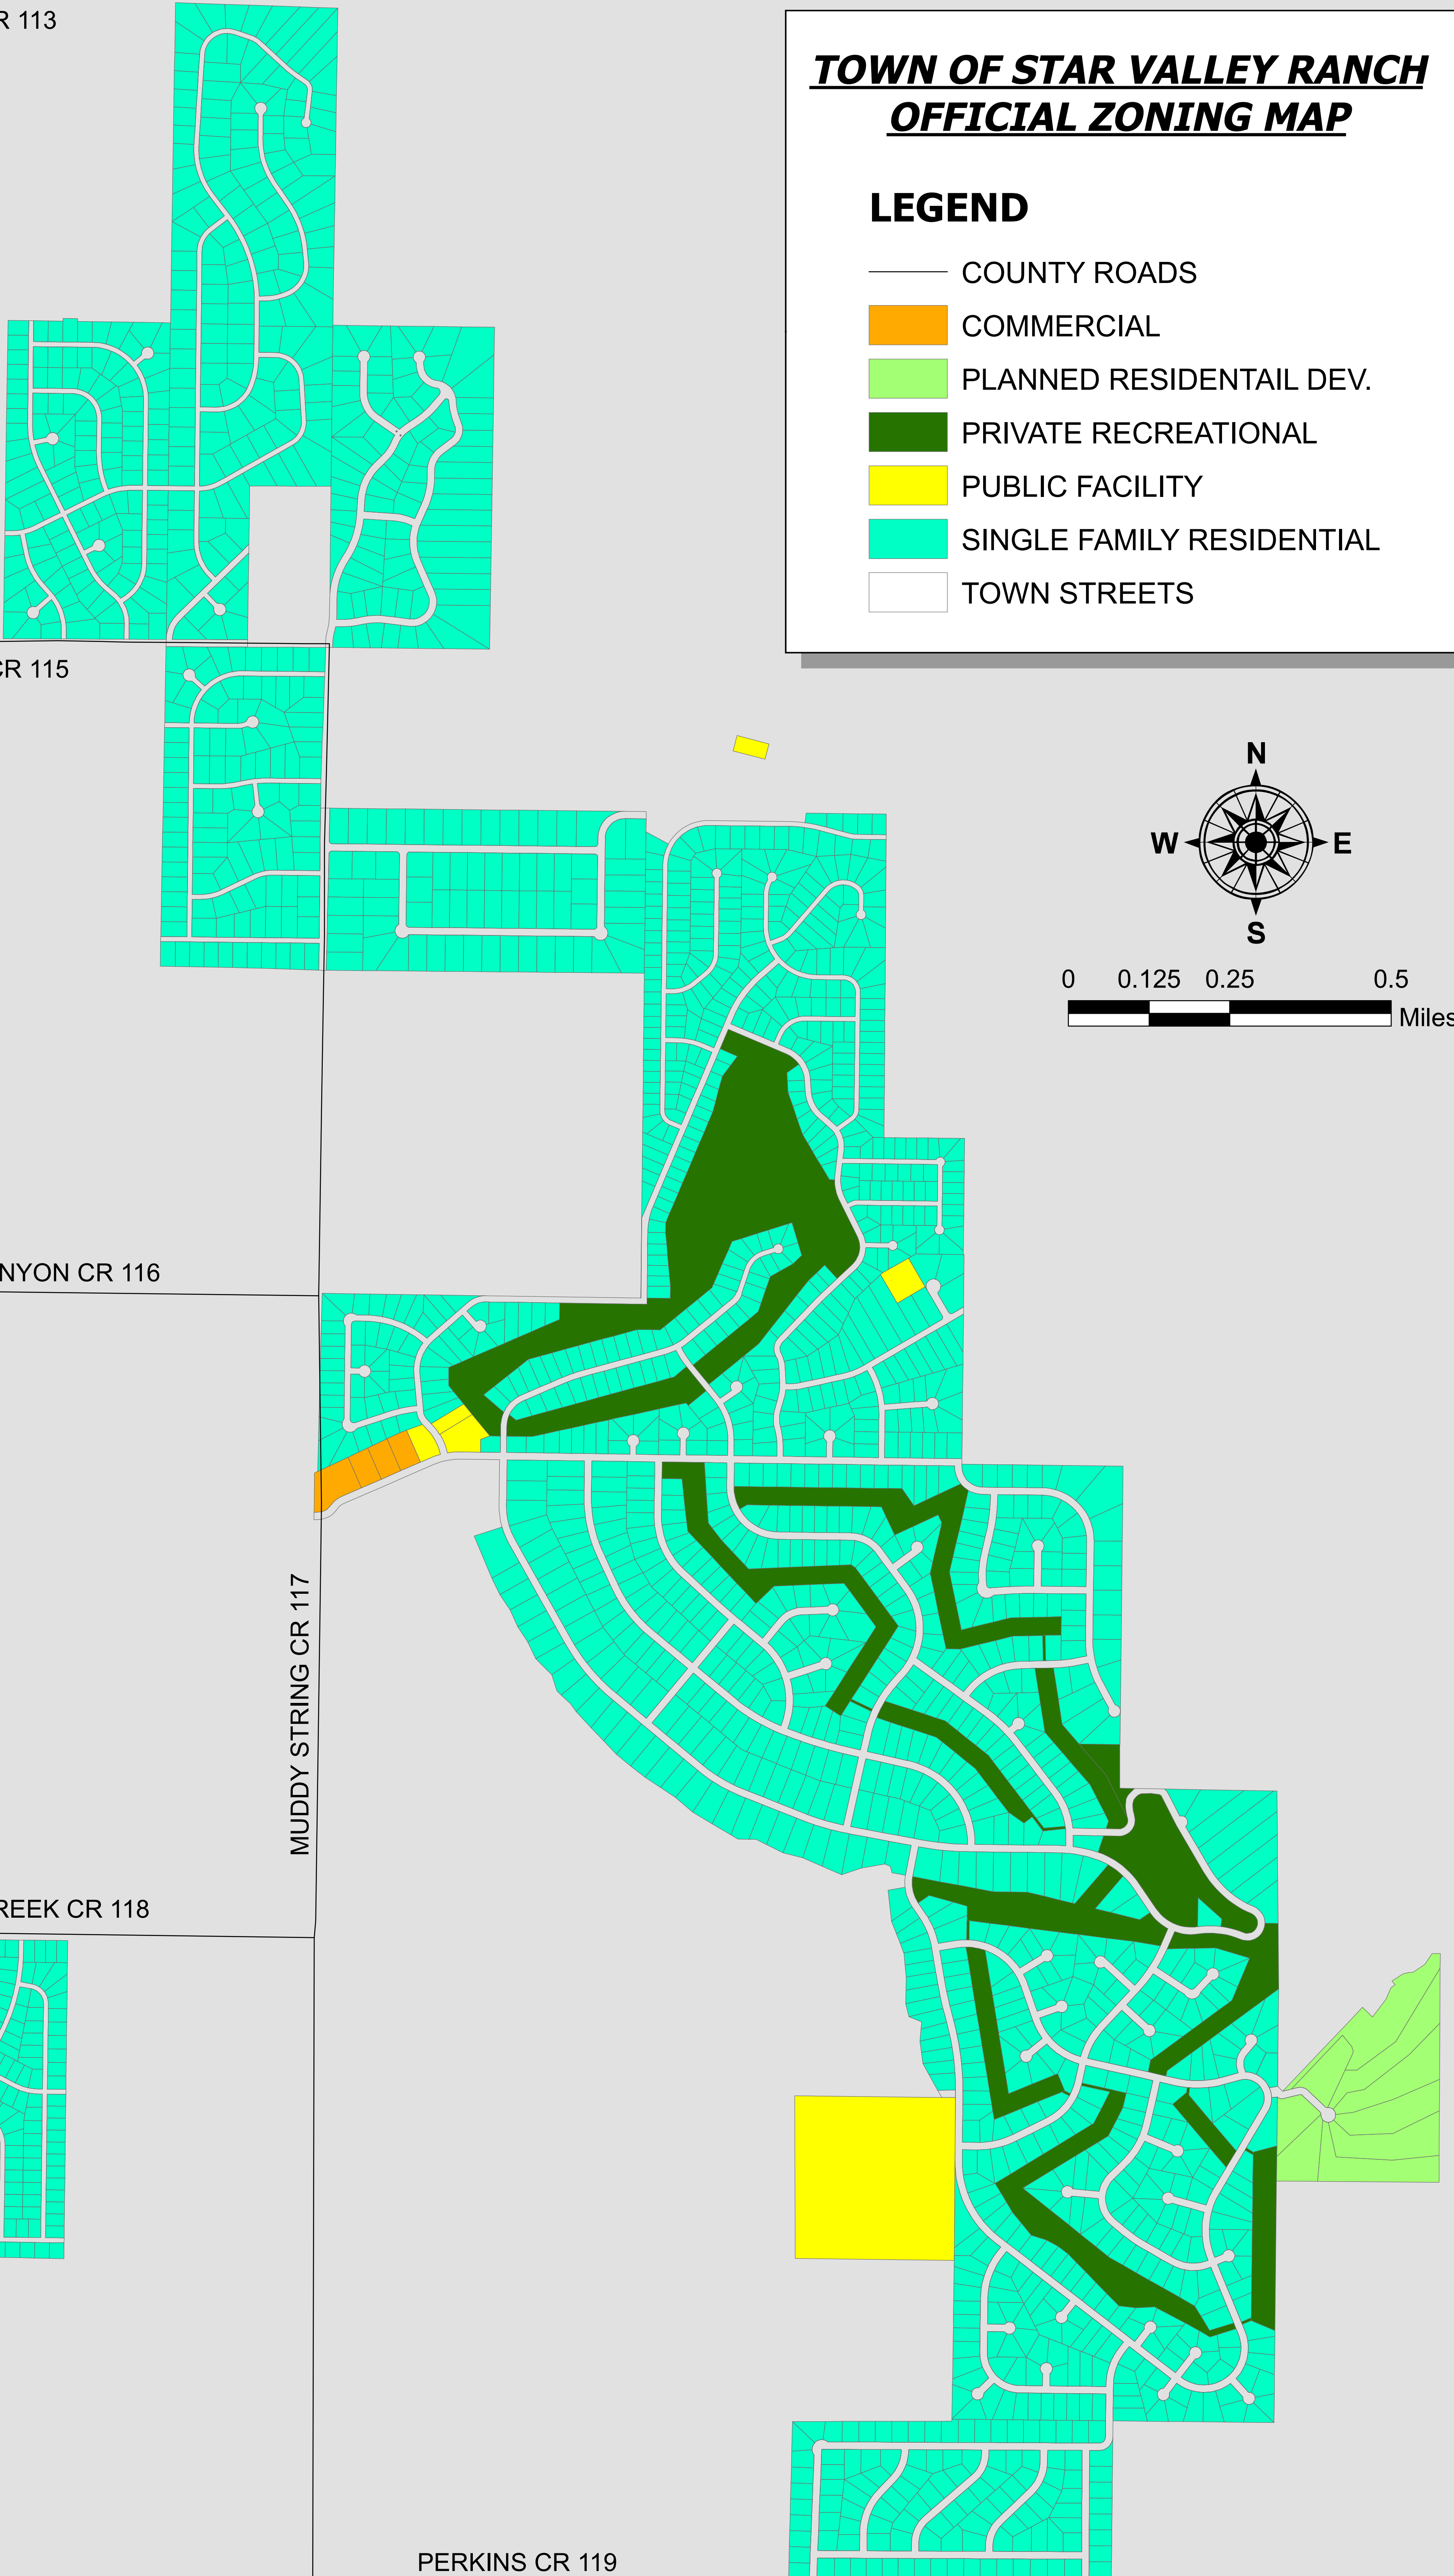 R 113
TOWN OF STAR VALLEY RANCH
OFFICIAL ZONING MAP
LEGEND
COUNTY ROADS
COMMERCIAL
PLANNED RESIDENTAIL DEV.
PRIVATE RECREATIONAL
PUBLIC FACILITY
SINGLE FAMILY RESIDENTIAL
TOWN STREETS
CR 115
N
W E
S
0 0.125 0.25 0.5
Miles
NYON CR 116
MUDDY STRING CR 117
REEK CR 118
PERKINS CR 119